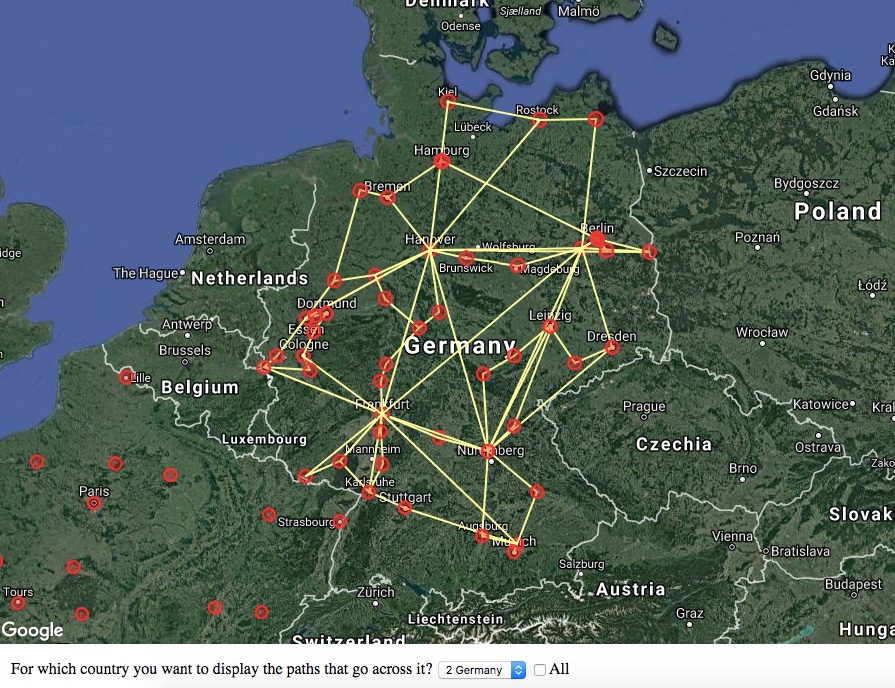 Denmark
Sjælland
Malmö
Odense
Kiel
Rostock
Gdynia
Gdańsk
Lübeck
Hamburg
Szczecin
Bremen
Bydgoszcz
Poland
Berlin
Amsterdam
Hanover
Wolfsburg
Poznań
The Hague
Netherlands
Brunswick
Magdeburg
Łódź
Dortmund
Antwerp
Essen
Leipzig
Wrocław
Cologne
Germany
Dresden
Brussels
Lille
Belgium
Frankfurt
Prague
Katowice
Luxembourg
Czechia
Ostrava
Mannheim
Nuremberg
Brno
Karlsruhe
Paris
Stuttgart
Strasbourg
Augsburg
Munich
Vienna
Bratislava
Salzburg
Tours
Zürich
Austria
Budapest
Liechtenstein
Graz
Google
Switzerland
For which country you want to display the paths that go across it? 2 Germany All